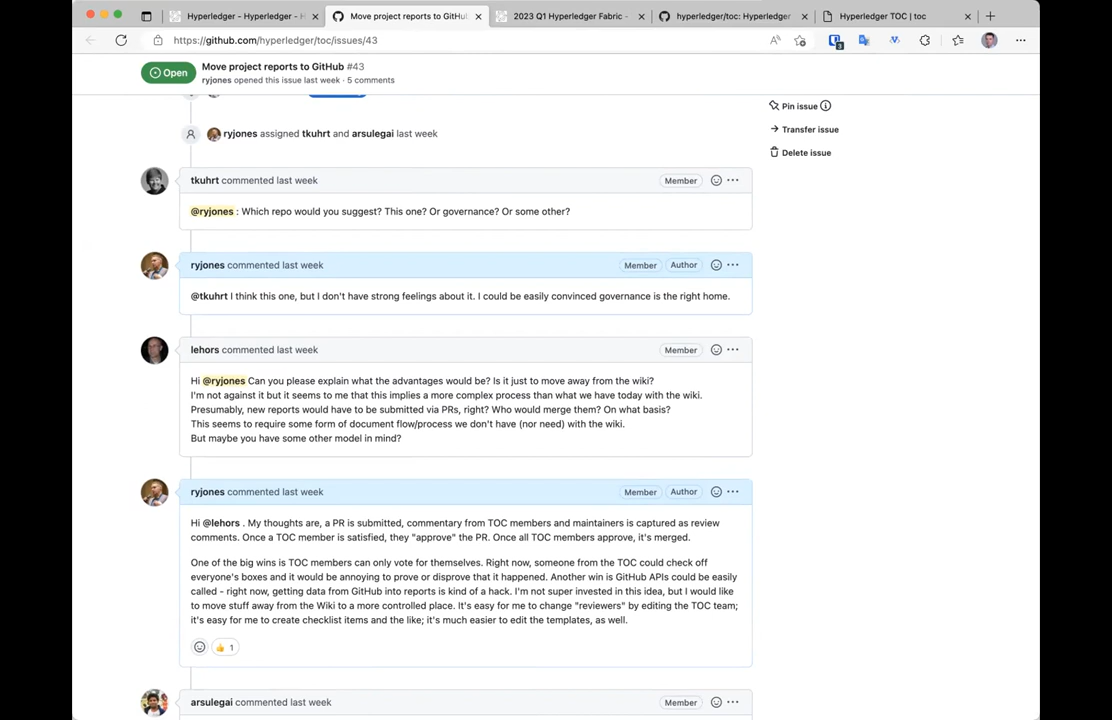 Hyperledger - Hyperledger - H
Move project reports to GitHu
2023 Q1 Hyperledger Fabric -
hyperledger/toc: Hyperledger
Hyperledger TOC | toc
https://github.com/hyperledger/toc/issues/43
Open
Move project reports to GitHub #43
ryjones opened this issue last week · 5 comments
Pin issue
ryjones assigned tkuhrt and arsulegai last week
Transfer issue
Delete issue
tkuhrt commented last week
Member
@ryjones : Which repo would you suggest? This one? Or governance? Or some other?
ryjones commented last week
Member Author
@tkuhrt I think this one, but I don't have strong feelings about it. I could be easily convinced governance is the right home.
lehors commented last week
Member
Hi @ryjones Can you please explain what the advantages would be? Is it just to move away from the wiki?
I'm not against it but it seems to me that this implies a more complex process than what we have today with the wiki.
Presumably, new reports would have to be submitted via PRs, right? Who would merge them? On what basis?
This seems to require some form of document flow/process we don't have (nor need) with the wiki.
But maybe you have some other model in mind?
ryjones commented last week
Member Author
Hi @lehors . My thoughts are, a PR is submitted, commentary from TOC members and maintainers is captured as review
comments. Once a TOC member is satisfied, they "approve" the PR. Once all TOC members approve, it's merged.
One of the big wins is TOC members can only vote for themselves. Right now, someone from the TOC could check off
everyone's boxes and it would be annoying to prove or disprove that it happened. Another win is GitHub APIs could be easily
called - right now, getting data from GitHub into reports is kind of a hack. I'm not super invested in this idea, but I would like
to move stuff away from the Wiki to a more controlled place. It's easy for me to change "reviewers" by editing the TOC team;
it's easy for me to create checklist items and the like; it's much easier to edit the templates, as well.
1
arsulegai commented last week
Member